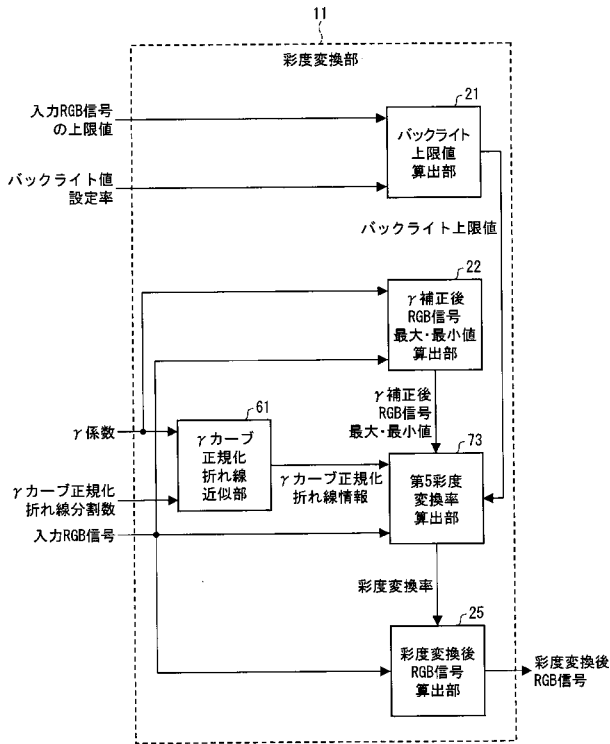 11
彩度変換部
入力RGB信号
の上限値
21
バックライト
上限値
算出部
バックライト値
設定率
バックライト上限値
22
γ補正後
RGB信号
最大・最小値
算出部
γ補正後
RGB信号
最大・最小値
γ係数
61
γカーブ
正規化
折れ線
近似部
γカーブ正規化
折れ線情報
73
第5彩度
変換率
算出部
γカーブ正規化
折れ線分割数
入力RGB信号
彩度変換率
25
彩度変換後
RGB信号
算出部
彩度変換後
RGB信号